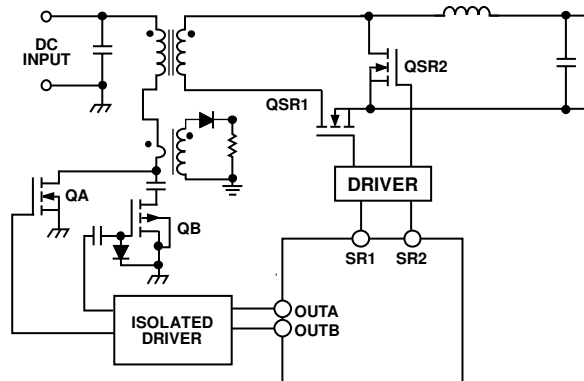 DC
INPUT
QSR1
QSR2
QA
QB
DRIVER
SR1
SR2
ISOLATED
DRIVER
OUTA
OUTB